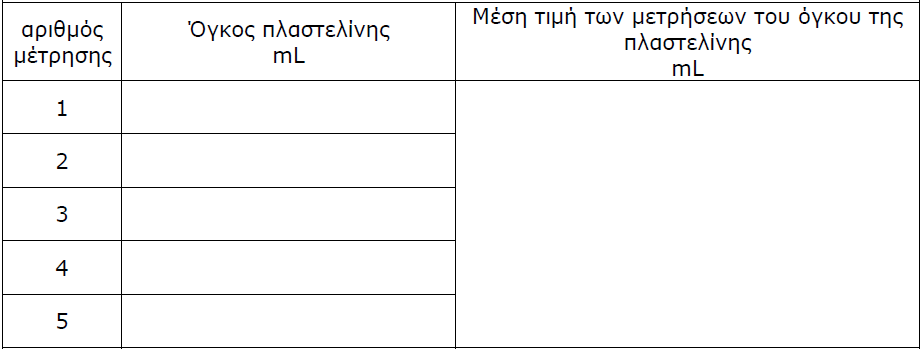 αριθμός
μέτρησης
Όγκος πλαστελίνης
mL
Μέση τιμή των μετρήσεων του όγκου της
πλαστελίνης
mL
1
2
3
4
5